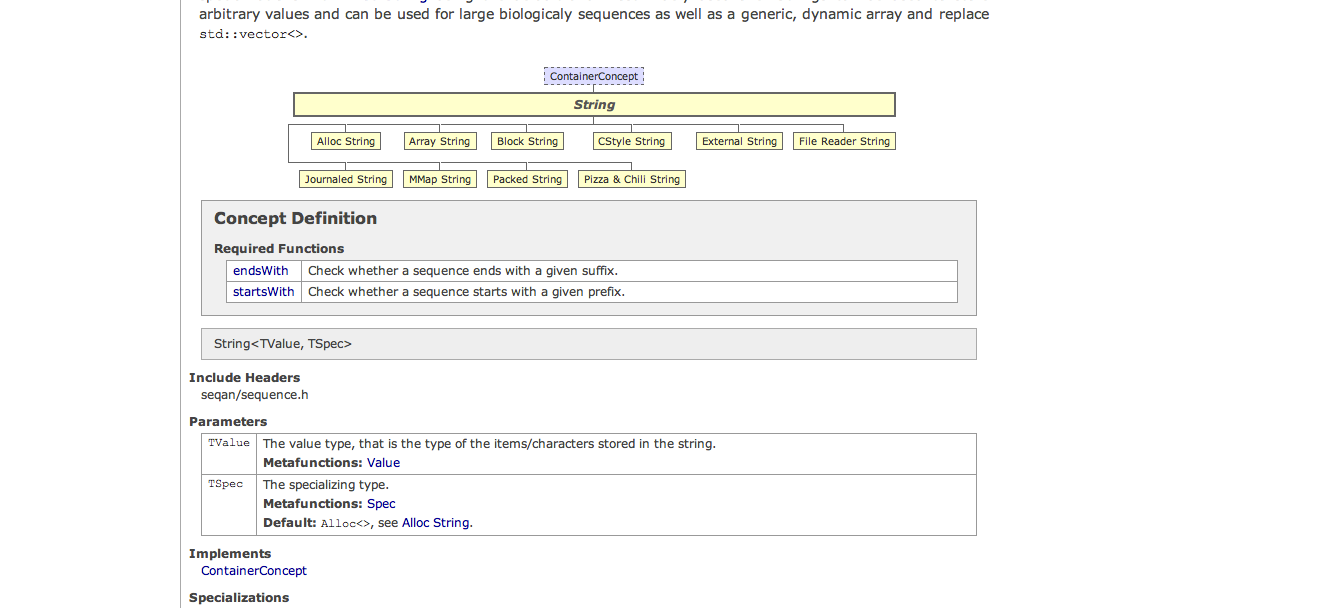 arbitrary values and can be used for large biologicaly sequences as well as a generic, dynamic array and replace
std::vector<>.
ContainerConcept
String
Alloc String Array String Block String CStyle String External String File Reader String
Journaled String MMap String Packed String Pizza & Chili String
Concept Definition
Required Functions
endsWith Check whether a sequence ends with a given suffix.
startsWith Check whether a sequence starts with a given prefix.
String<TValue, TSpec>
Include Headers
seqan/sequence.h
Parameters
TValue The value type, that is the type of the items/characters stored in the string.
Metafunctions: Value
TSpec The specializing type.
Metafunctions: Spec
Default: Alloc<>, see Alloc String.
Implements
ContainerConcept
Specializations